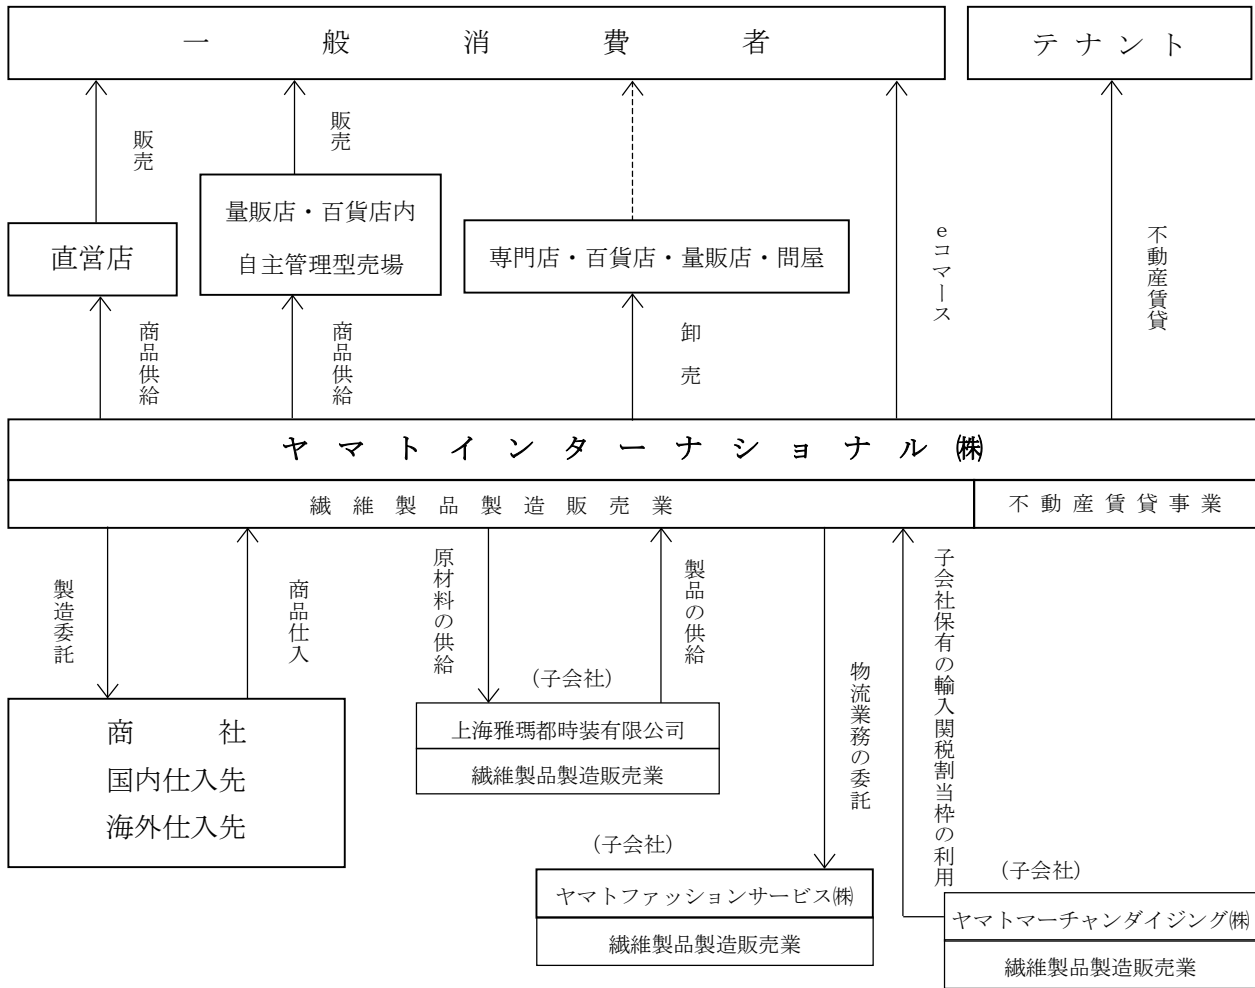 一般消費者
テナント
販売
販売
直営店
量販店・百貨店内
自主管理型売場
専門店・百貨店・量販店・問屋
eコマース
不動産賃貸
商品供給
商品供給
卸売
ヤマトインターナショナル㈱
繊維製品製造販売業
不動産賃貸事業
製造委託
商品仕入
原材料の供給
製品の供給
物流業務の委託
子会社保有の輸入関税割当枠の利用
商社
国内仕入先
海外仕入先
(子会社)
上海雅瑪都時装有限公司
繊維製品製造販売業
(子会社)
ヤマトファッションサービス㈱
繊維製品製造販売業
(子会社)
ヤマトマーチャンダイジング㈱
繊維製品製造販売業